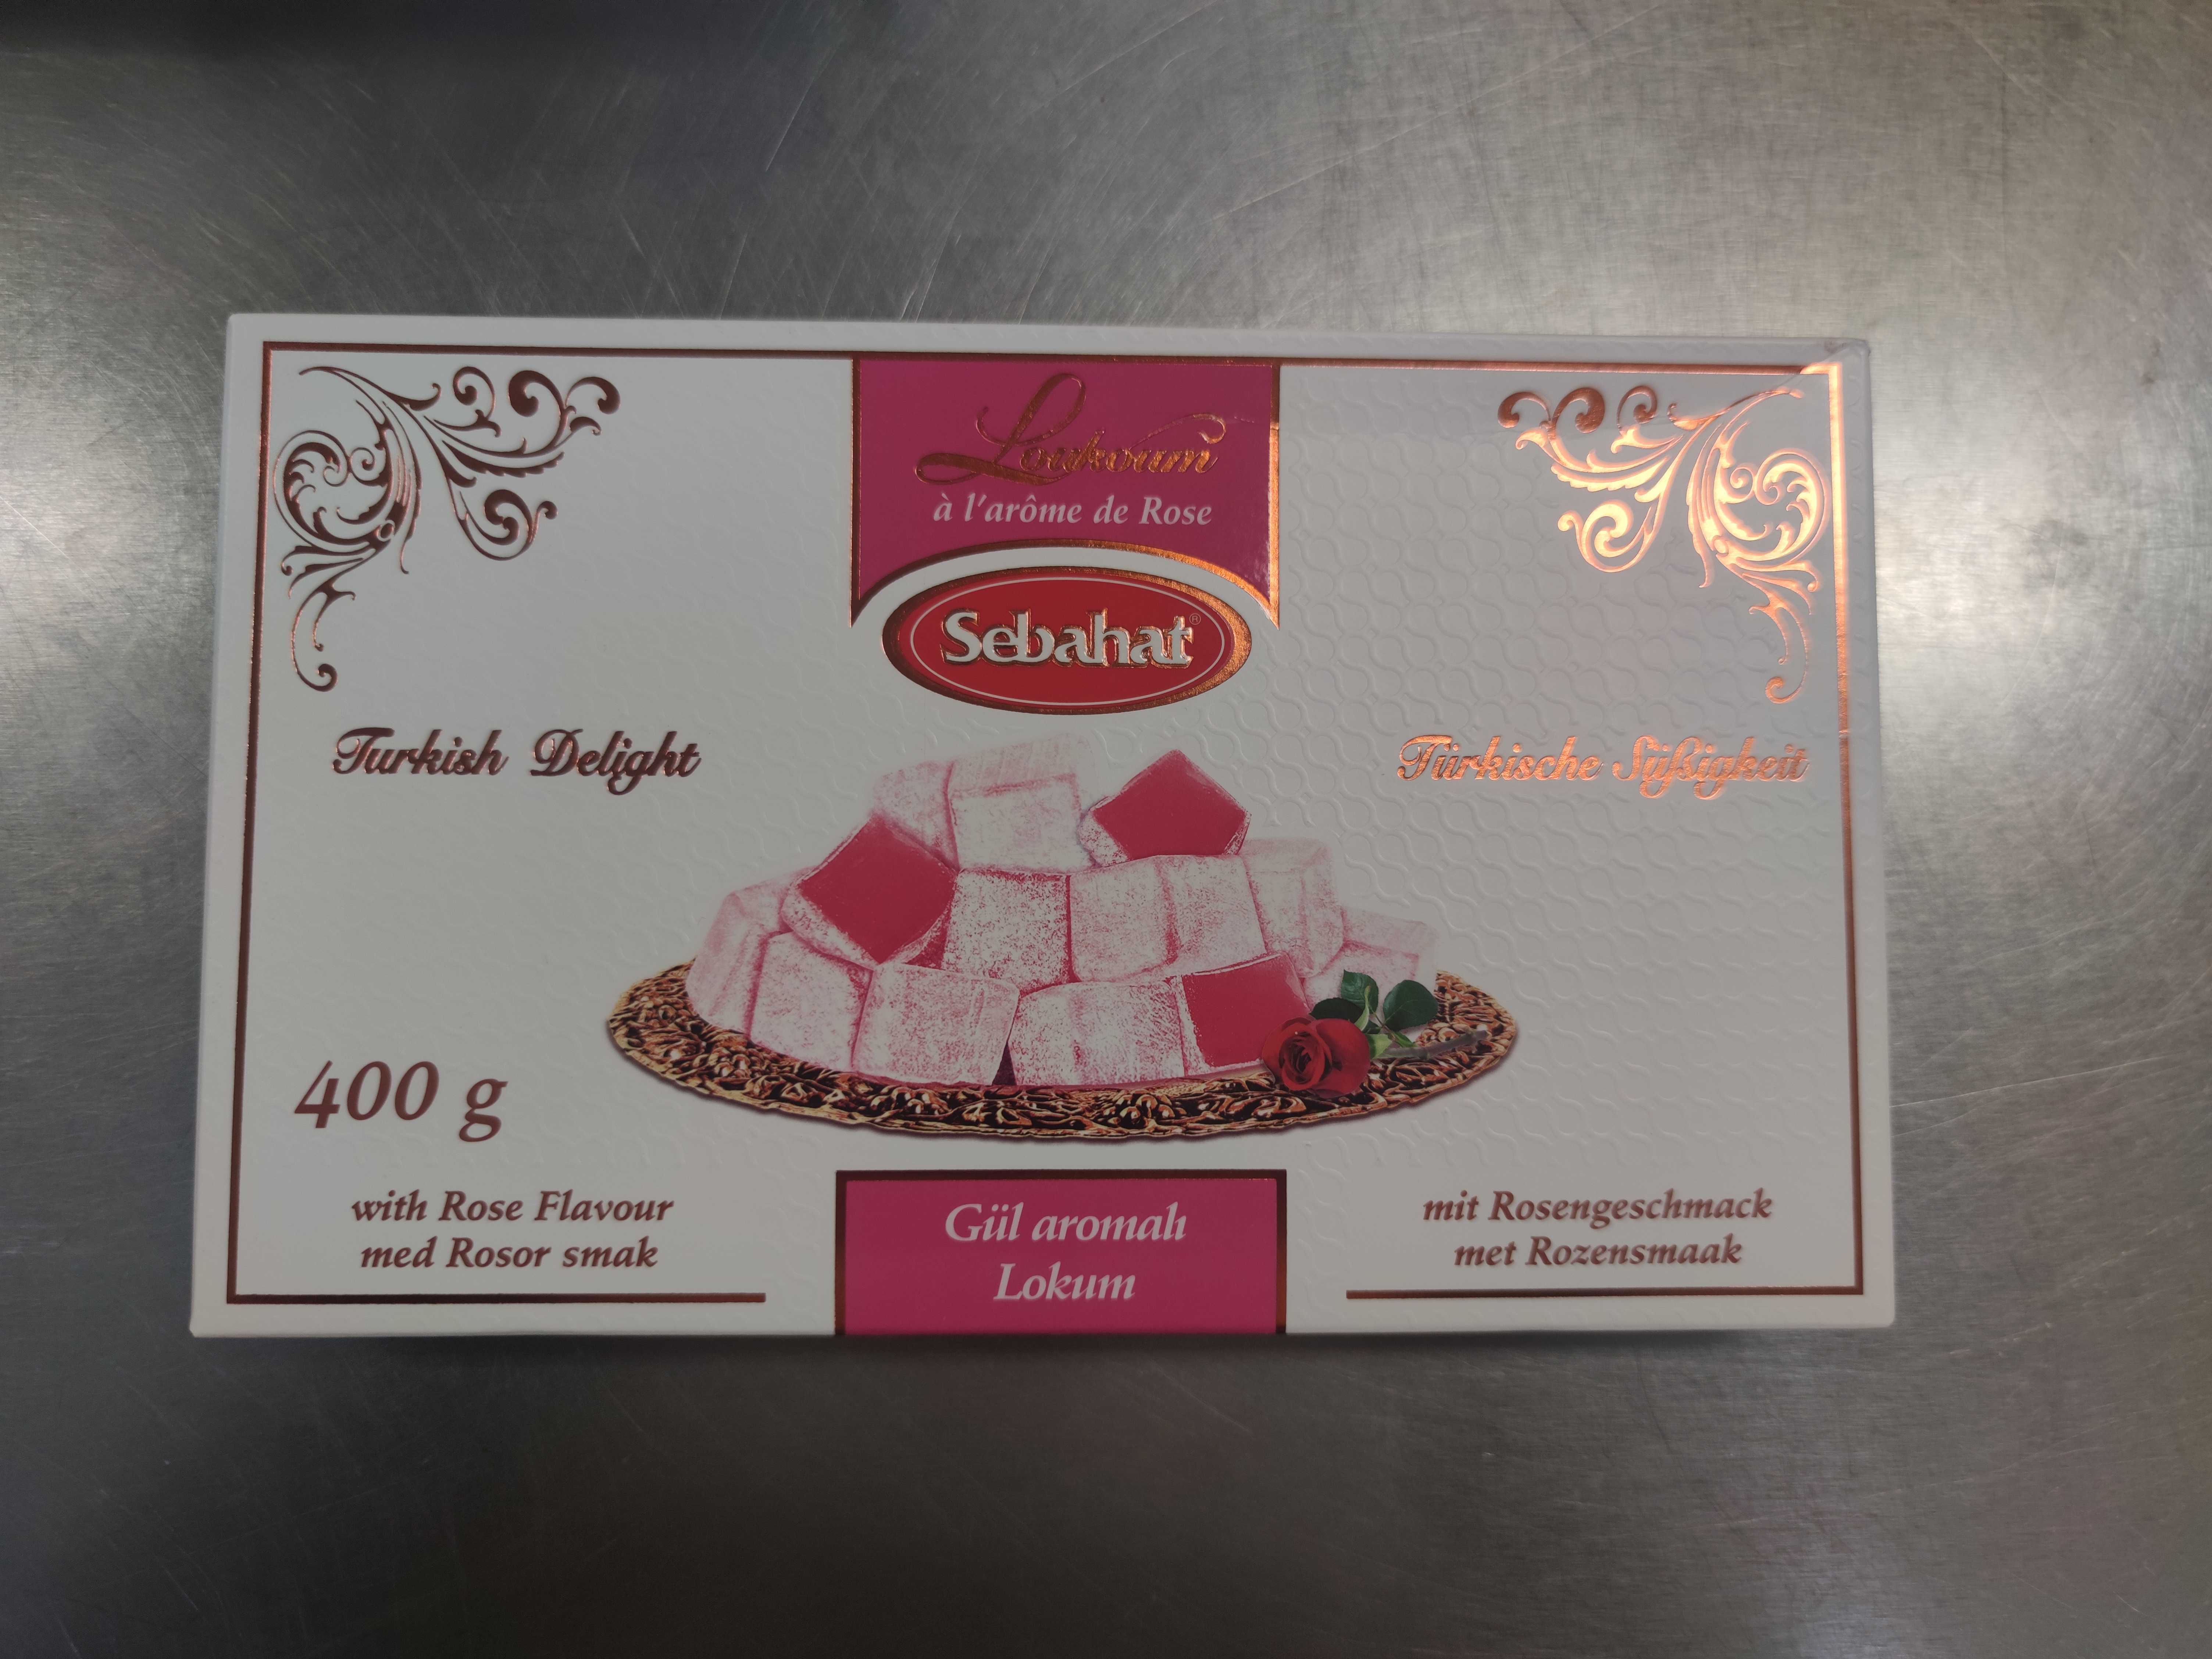 Loukoum
à l'arôme de Rose
Sebahat®
Turkish Delight
Türkische Süßigkeit
400 g
with Rose Flavour
med Rosor smak
Gül aromalı
Lokum
mit Rosengeschmack
met Rozensmaak